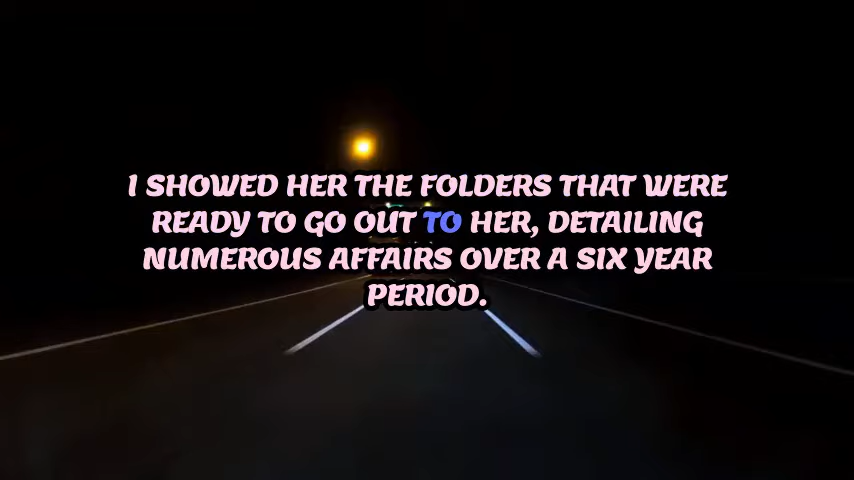 I SHOWED HER THE FOLDERS THAT WERE
READY TO GO OUT TO HER, DETAILING
NUMEROUS AFFAIRS OVER A SIX YEAR
PERIOD.